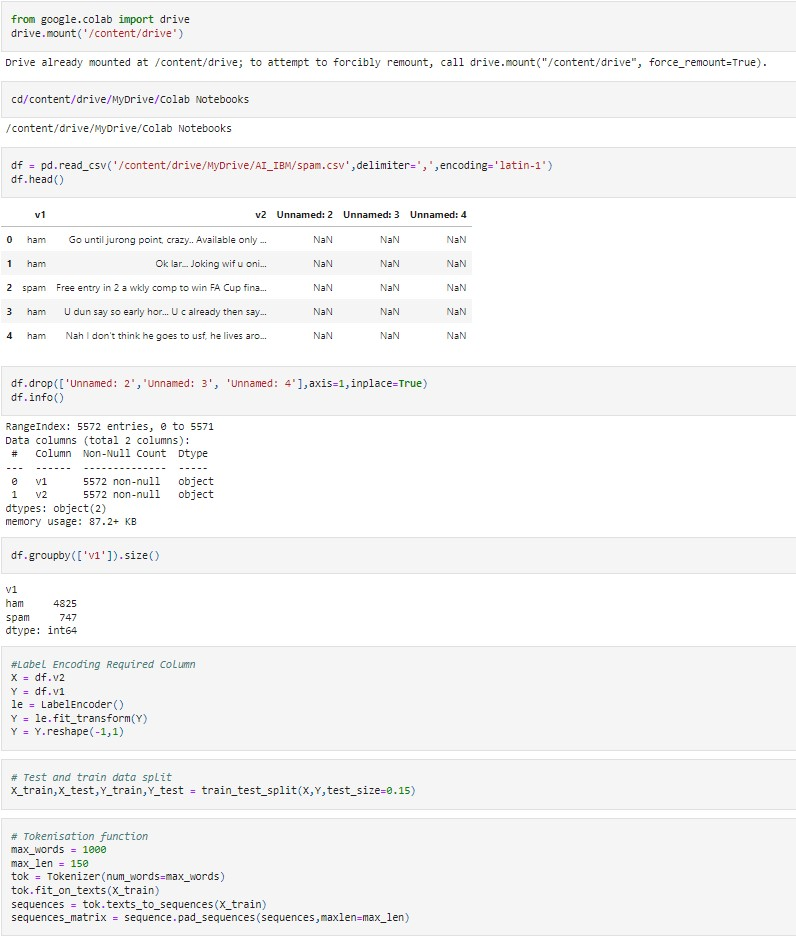 from google.colab import drive
drive.mount('/content/drive')
Drive already mounted at /content/drive; to attempt to forcibly remount, call drive.mount("/content/drive", force_remount=True).
cd/content/drive/MyDrive/Colab Notebooks
/content/drive/MyDrive/Colab Notebooks
df = pd.read_csv('/content/drive/MyDrive/AI_IBM/spam.csv',delimiter=',',encoding='latin-1')
df.head()
v1 v2 Unnamed: 2 Unnamed: 3 Unnamed: 4
0 ham Go until jurong point, crazy.. Available only ... NaN NaN NaN
1 ham Ok lar... Joking wif u oni... NaN NaN NaN
2 spam Free entry in 2 a wkly comp to win FA Cup fina... NaN NaN NaN
3 ham U dun say so early hor... U c already then say... NaN NaN NaN
4 ham Nah I don't think he goes to usf, he lives aro... NaN NaN NaN
df.drop(['Unnamed: 2','Unnamed: 3', 'Unnamed: 4'],axis=1,inplace=True)
df.info()
RangeIndex: 5572 entries, 0 to 5571
Data columns (total 2 columns):
# Column Non-Null Count Dtype
--- ------ -------------- -----
0 v1 5572 non-null object
1 v2 5572 non-null object
dtypes: object(2)
memory usage: 87.2+ KB
df.groupby(['v1']).size()
v1
ham 4825
spam 747
dtype: int64
#Label Encoding Required Column
X = df.v2
Y = df.v1
le = LabelEncoder()
Y = le.fit_transform(Y)
Y = Y.reshape(-1,1)
# Test and train data split
X_train,X_test,Y_train,Y_test = train_test_split(X,Y,test_size=0.15)
# Tokenisation function
max_words = 1000
max_len = 150
tok = Tokenizer(num_words=max_words)
tok.fit_on_texts(X_train)
sequences = tok.texts_to_sequences(X_train)
sequences_matrix = sequence.pad_sequences(sequences,maxlen=max_len)